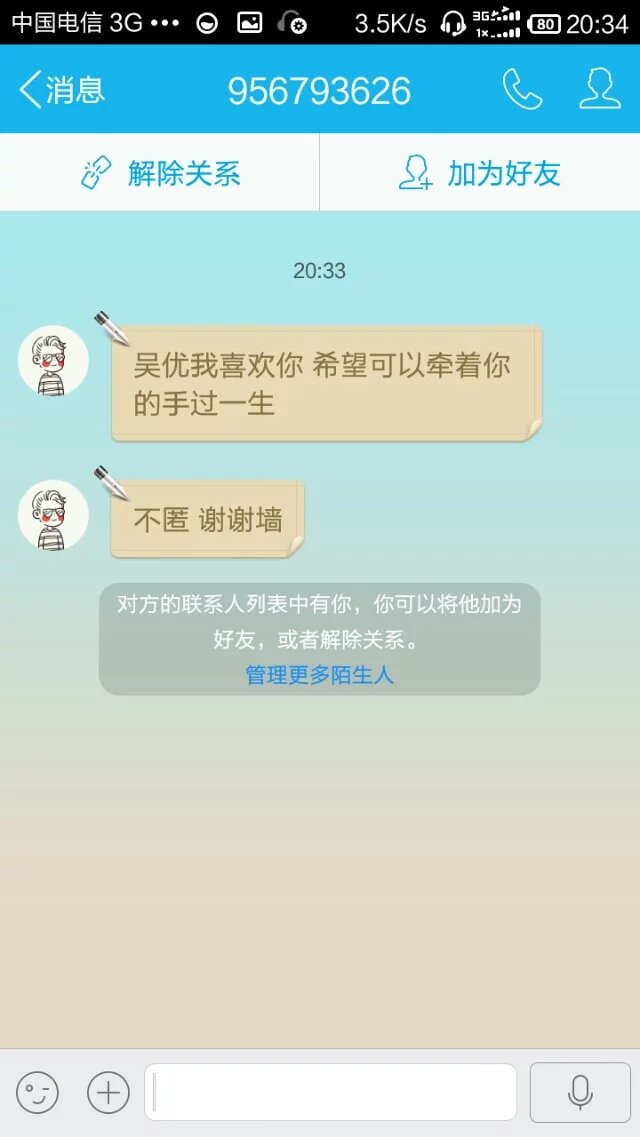 中国电信 3G ••• 3.5K/s 3G 1x 80 20:34
消息 956793626
解除关系 加为好友
20:33
吴优我喜欢你 希望可以牵着你
的手过一生
不匿 谢谢墙
对方的联系人列表中有你，你可以将他加为
好友，或者解除关系。
管理更多陌生人